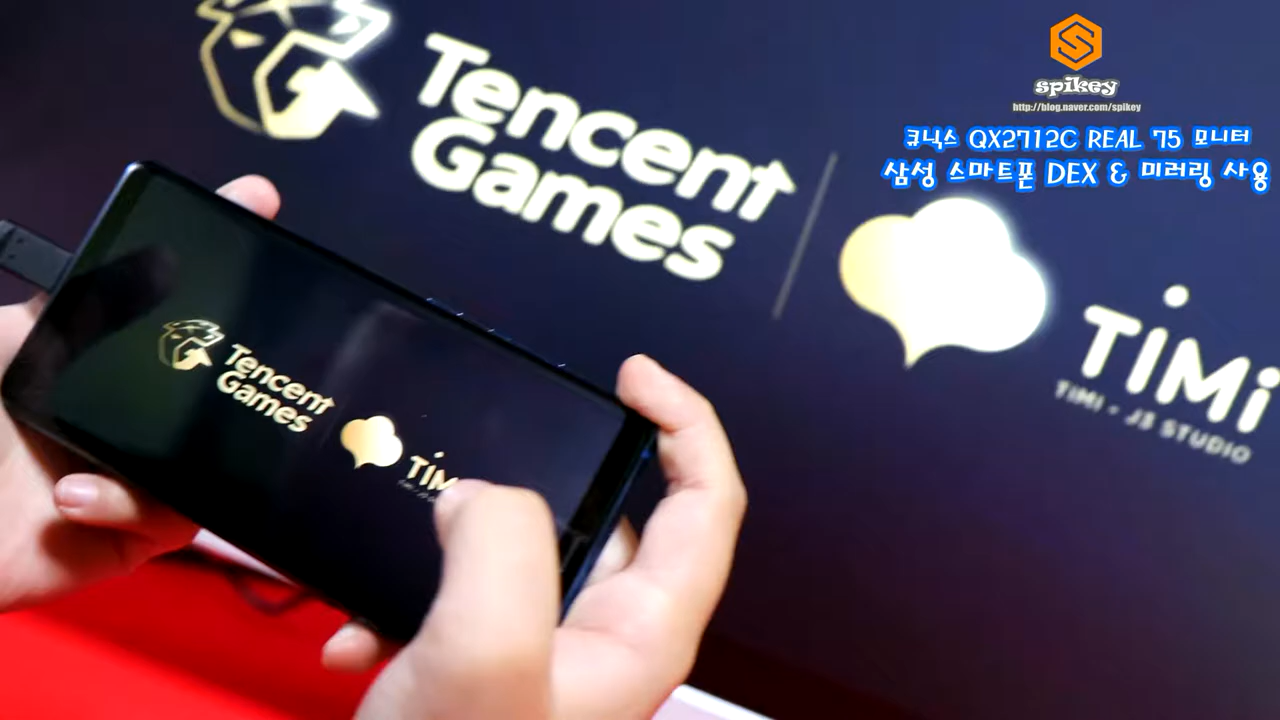 Tencent
Games
TiMi
TiMi - J3 STUDIO
spikey
http://blog.naver.com/spikey
큐닉스 QX2712C REAL 75 모니터
삼성 스마트폰 DEX & 미러링 사용
Tencent
Games